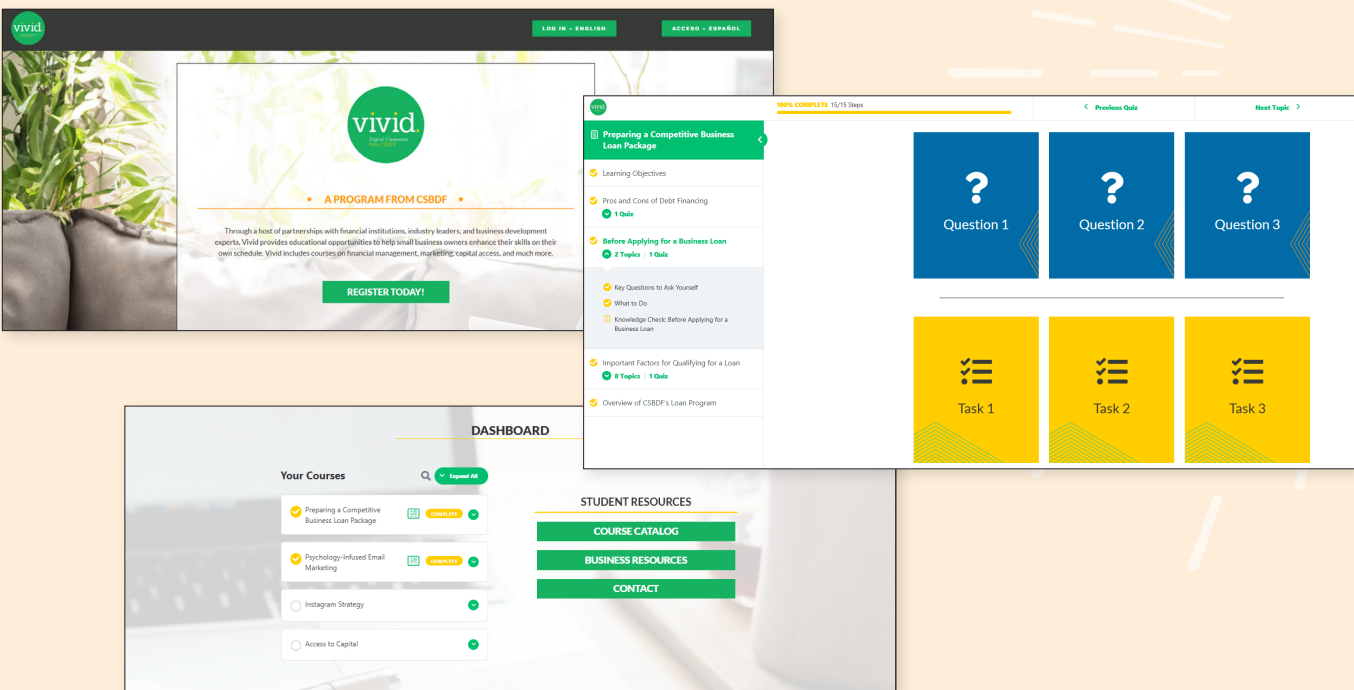 vivid.
LOG IN - ENGLISH
ACCESO - ESPAÑOL
vivid.
Digital Classroom
from CSBDF
• A PROGRAM FROM CSBDF •
Through a host of partnerships with financial institutions, industry leaders, and business development
experts, Vivid provides educational opportunities to help small business owners enhance their skills on their
own schedule. Vivid includes courses on financial management, marketing, capital access, and much more.
REGISTER TODAY!
vivid.
100% COMPLETE 15/15 Steps
Previous Quiz
Next Topic
Preparing a Competitive Business
Loan Package
Learning Objectives
Pros and Cons of Debt Financing
1 Quiz
Before Applying for a Business Loan
2 Topics | 1 Quiz
Key Questions to Ask Yourself
What to Do
Knowledge Check: Before Applying for a
Business Loan
Important Factors for Qualifying for a Loan
8 Topics | 1 Quiz
Overview of CSBDF's Loan Program
?
?
?
Question 1
Question 2
Question 3
Task 1
Task 2
Task 3
DASHBOARD
Your Courses
Expand All
Preparing a Competitive
Business Loan Package
COMPLETE
Psychology-Infused Email
Marketing
COMPLETE
Instagram Strategy
Access to Capital
STUDENT RESOURCES
COURSE CATALOG
BUSINESS RESOURCES
CONTACT